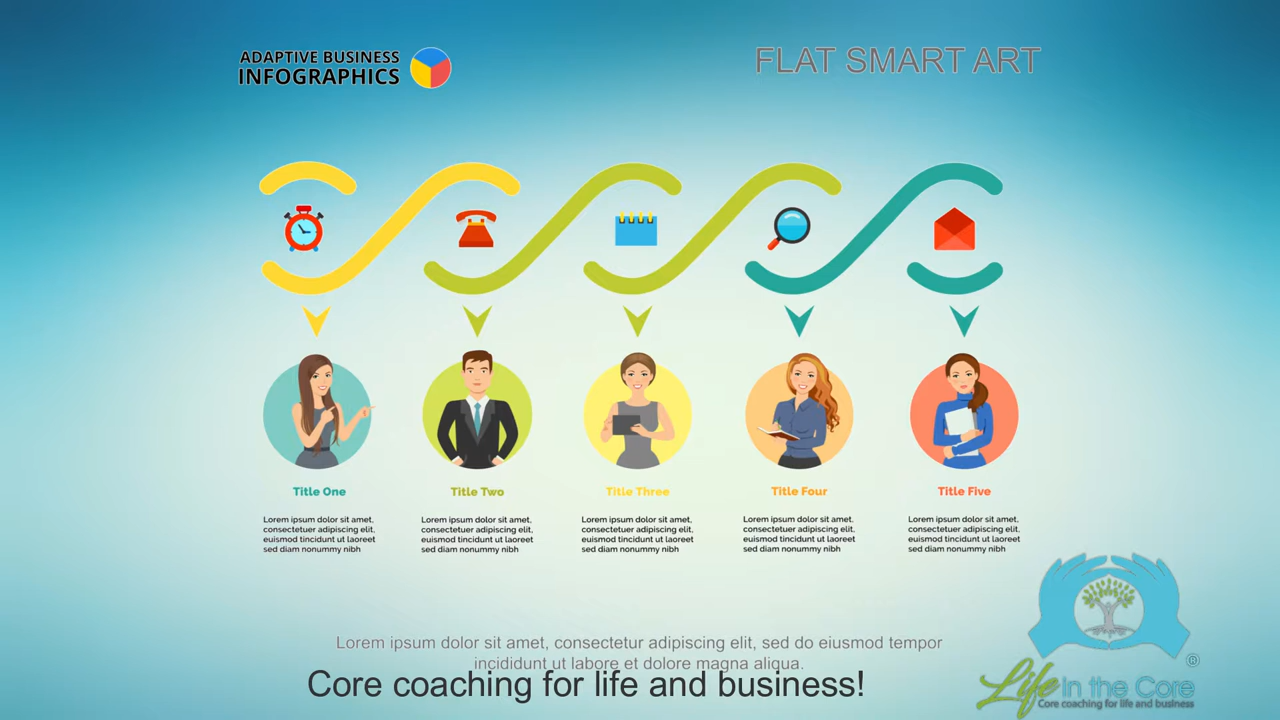 ADAPTIVE BUSINESS
INFOGRAPHICS
FLAT SMART ART
Title One
Lorem ipsum dolor sit amet,
consectetuer adipiscing elit,
euismod tincidunt ut laoreet
sed diam nonummy nibh
Title Two
Lorem ipsum dolor sit amet,
consectetuer adipiscing elit,
euismod tincidunt ut laoreet
sed diam nonummy nibh
Title Three
Lorem ipsum dolor sit amet,
consectetuer adipiscing elit,
euismod tincidunt ut laoreet
sed diam nonummy nibh
Title Four
Lorem ipsum dolor sit amet,
consectetuer adipiscing elit,
euismod tincidunt ut laoreet
sed diam nonummy nibh
Title Five
Lorem ipsum dolor sit amet,
consectetuer adipiscing elit,
euismod tincidunt ut laoreet
sed diam nonummy nibh
Lorem ipsum dolor sit amet, consectetur adipiscing elit, sed do eiusmod tempor
incididunt ut labore et dolore magna aliqua.
Core coaching for life and business!
®
Life In the Core
Core coaching for life and business